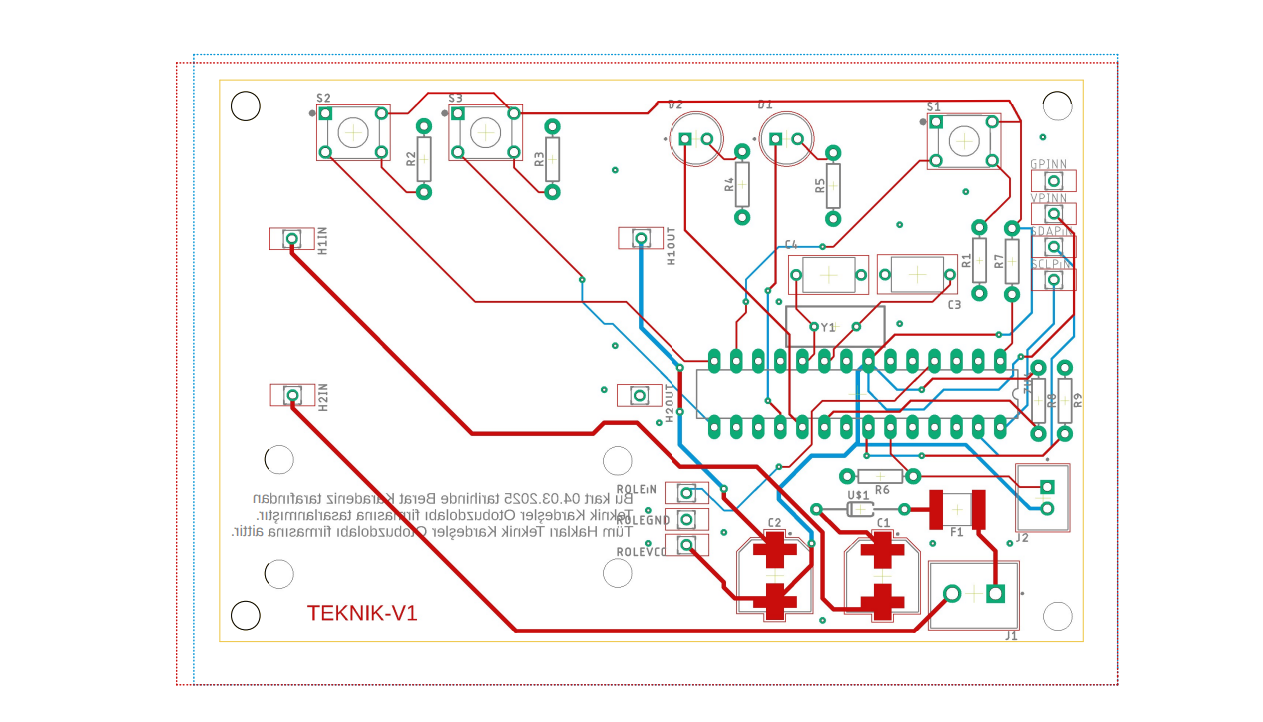 S2
S3
D2
D1
S1
R2
R3
R4
R5
GPINN
VPINN
SDAPiN
SCLPiN
H1IN
H1OUT
C4
R1
R7
C3
Y1
H2IN
H2OUT
R8
R9
ROLEiN
Bu kart 04.03.2025 tarihinde Berat Karadeniz tarafından
Teknik Kardeşler Otobuzdolabı firmasına tasarlanmıştır.
Tüm Hakları Teknik Kardeşler Otobuzdolabı firmasına aittir.
ROLEGND
ROLEVCC
R6
U$1
C2
C1
F1
J2
TEKNIK-V1
J1